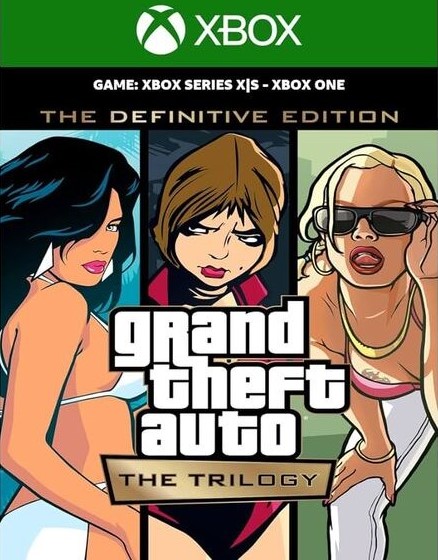 XBOX
GAME: XBOX SERIES X|S - XBOX ONE
THE DEFINITIVE EDITION
grand
theft
auto
THE TRILOGY